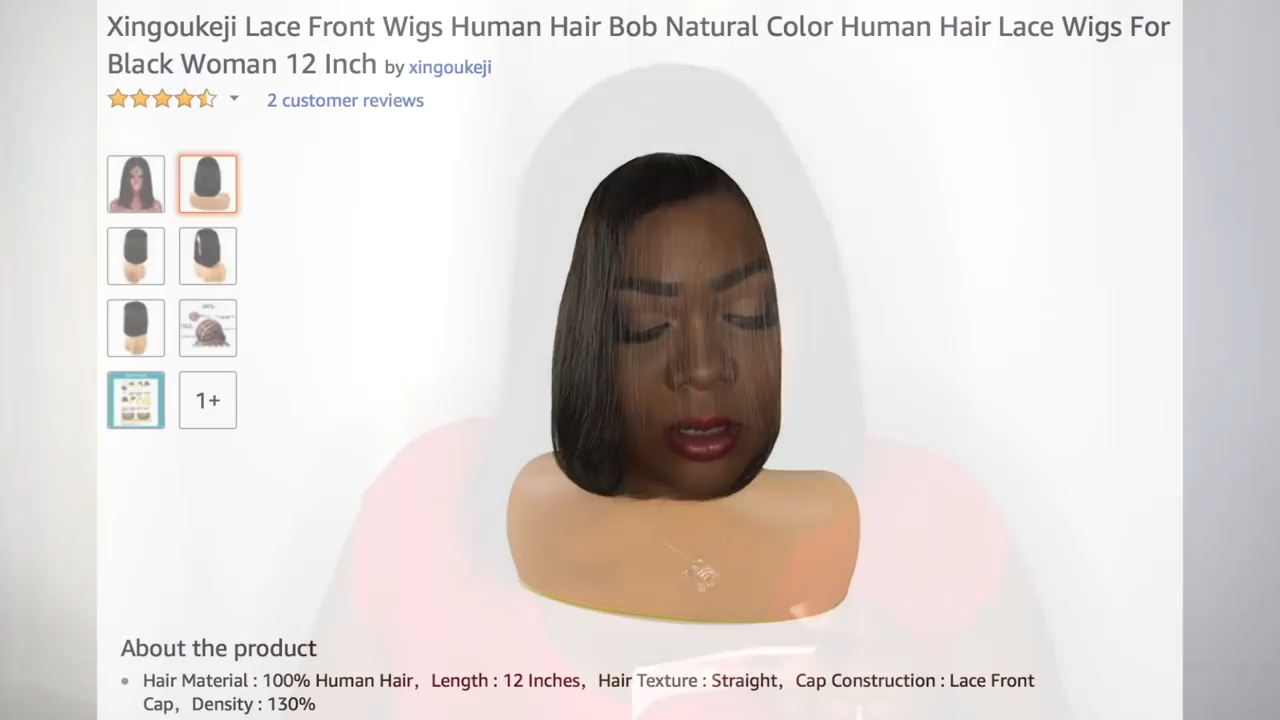 Xingoukeji Lace Front Wigs Human Hair Bob Natural Color Human Hair Lace Wigs For
Black Woman 12 Inch by xingoukeji
2 customer reviews
1+
About the product
Hair Material : 100% Human Hair， Length : 12 Inches， Hair Texture : Straight， Cap Construction : Lace Front
Cap， Density : 130%